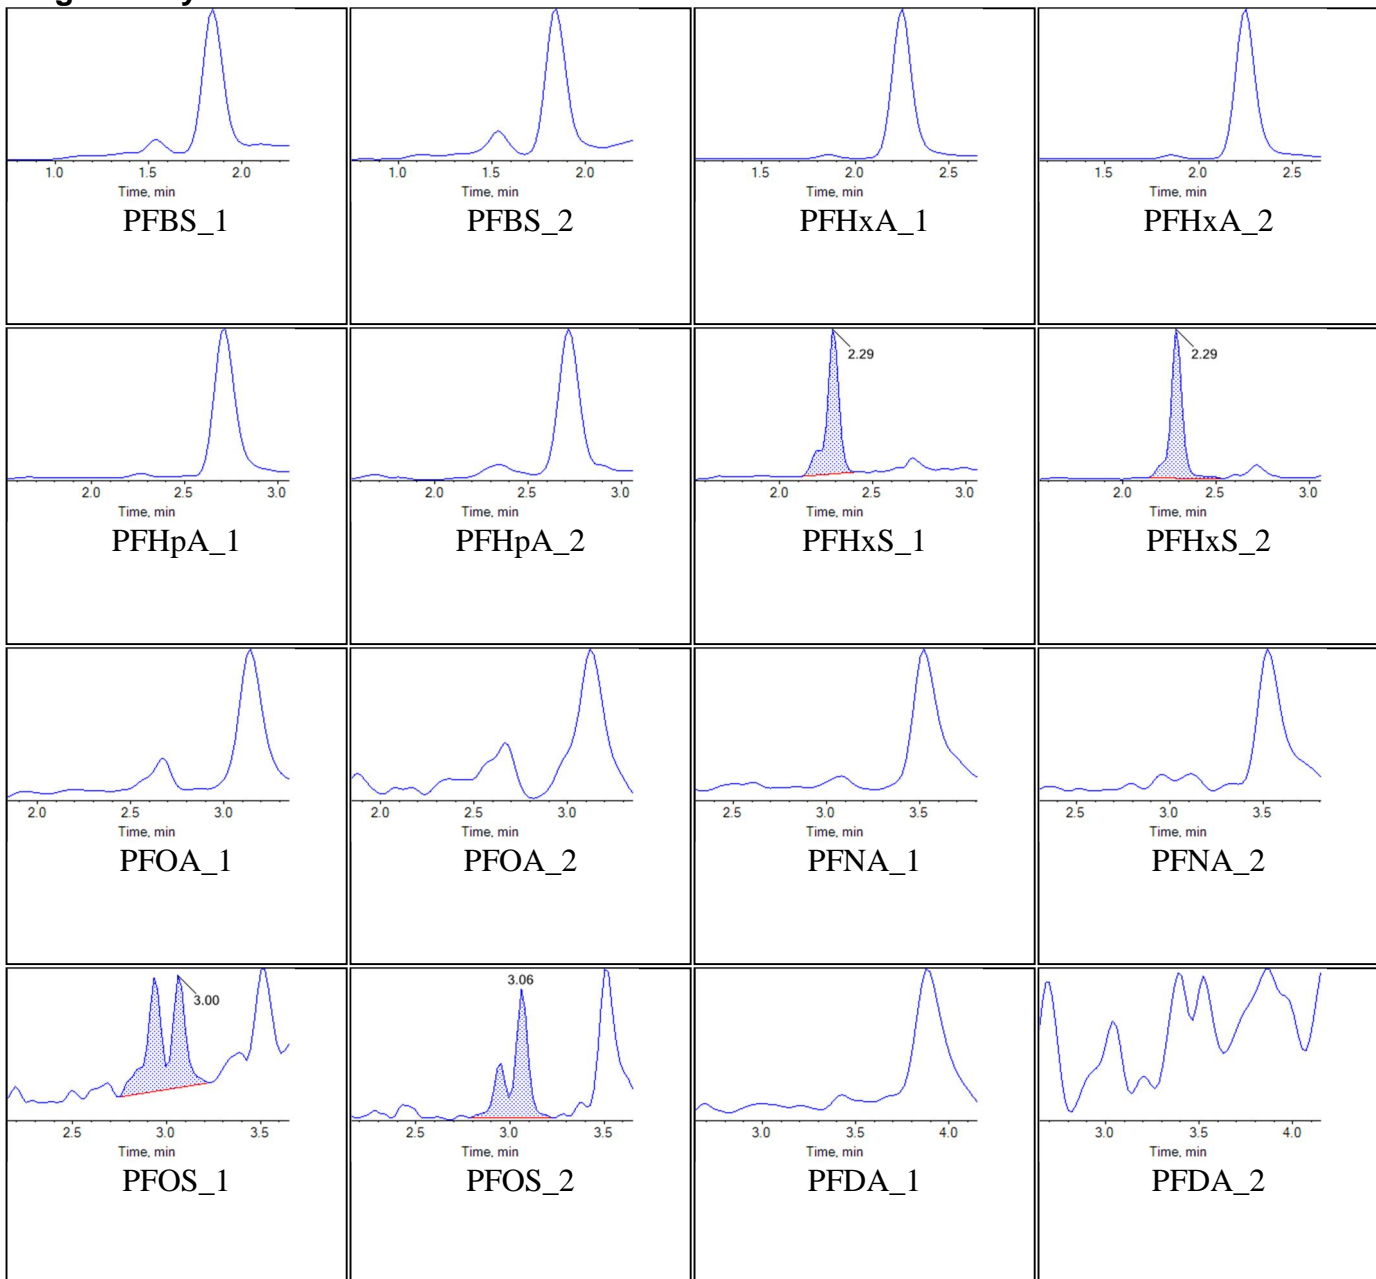 1.0 1.5 2.0
Time, min
PFBS_1
1.0 1.5 2.0
Time, min
PFBS_2
1.5 2.0 2.5
Time, min
PFHxA_1
1.5 2.0 2.5
Time, min
PFHxA_2
2.0 2.5 3.0
Time, min
PFHpA_1
2.0 2.5 3.0
Time, min
PFHpA_2
2.29
2.0 2.5 3.0
Time, min
PFHxS_1
2.29
2.0 2.5 3.0
Time, min
PFHxS_2
2.0 2.5 3.0
Time, min
PFOA_1
2.0 2.5 3.0
Time, min
PFOA_2
2.5 3.0 3.5
Time, min
PFNA_1
2.5 3.0 3.5
Time, min
PFNA_2
3.00
2.5 3.0 3.5
Time, min
PFOS_1
3.06
2.5 3.0 3.5
Time, min
PFOS_2
3.0 3.5 4.0
Time, min
PFDA_1
3.0 3.5 4.0
Time, min
PFDA_2